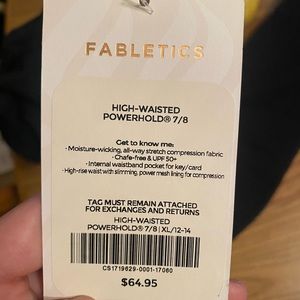 FABLETICS
HIGH-WAISTED
POWERHOLD® 7/8
Get to know me:
· Moisture-wicking, all-way stretch compression fabric
· Chafe-free & UPF 50+
· Internal waistband pocket for key/card
· High-rise waist with slimming, power mesh lining for compression
TAG MUST REMAIN ATTACHED
FOR EXCHANGES AND RETURNS
HIGH-WAISTED
POWERHOLD® 7/8 | XL/12-14
CS1719629-0001-17060
$64.95